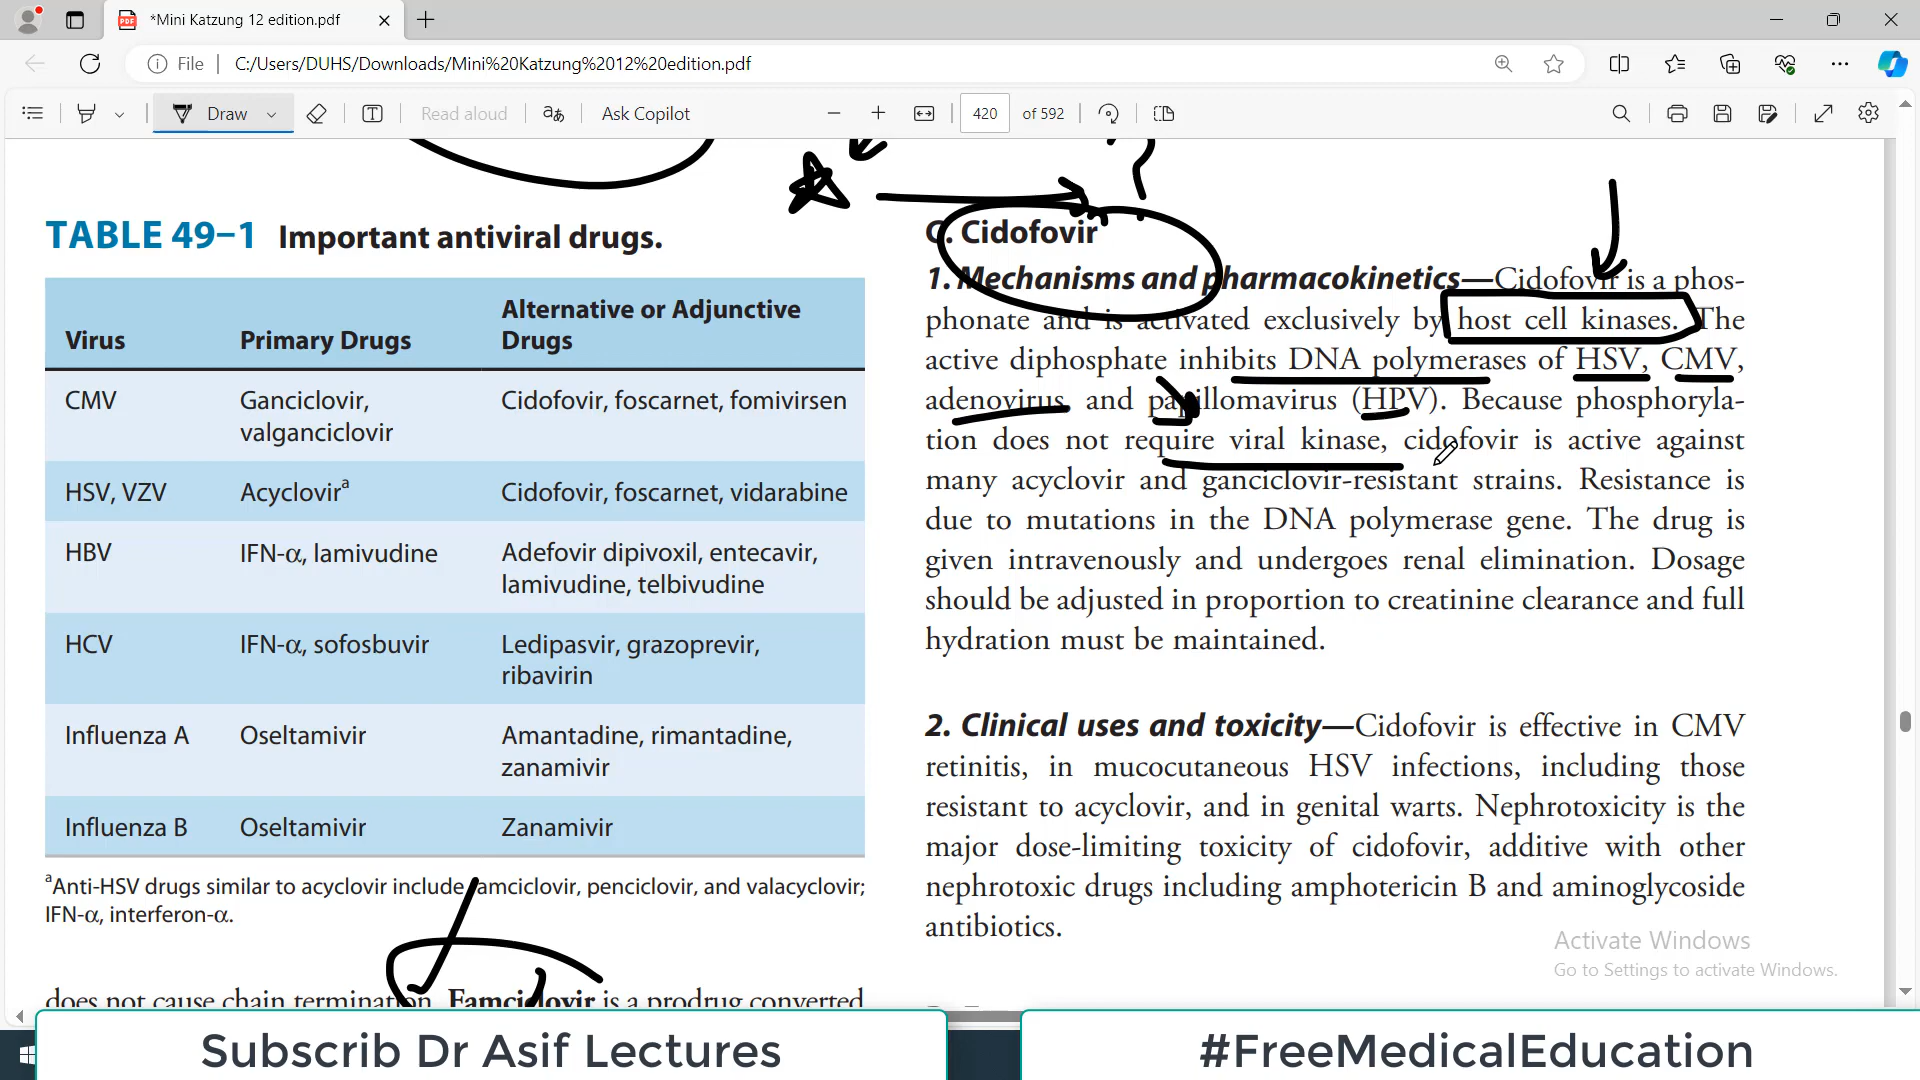 *Mini Katzung 12 edition.pdf
File
C:/Users/DUHS/Downloads/Mini%20Katzung%2012%20edition.pdf
Draw
Read aloud
Ask Copilot
420 of 592
TABLE 49–1 Important antiviral drugs.
Virus Primary Drugs Alternative or Adjunctive Drugs
CMV Ganciclovir, valganciclovir Cidofovir, foscarnet, fomivirsen
HSV, VZV Acyclovirᵃ Cidofovir, foscarnet, vidarabine
HBV IFN-α, lamivudine Adefovir dipivoxil, entecavir, lamivudine, telbivudine
HCV IFN-α, sofosbuvir Ledipasvir, grazoprevir, ribavirin
Influenza A Oseltamivir Amantadine, rimantadine, zanamivir
Influenza B Oseltamivir Zanamivir
ᵃAnti-HSV drugs similar to acyclovir include famciclovir, penciclovir, and valacyclovir;
IFN-α, interferon-α.
does not cause chain termination. Famciclovir is a prodrug converted
C. Cidofovir
1. Mechanisms and pharmacokinetics—Cidofovir is a phos-
phonate and is activated exclusively by host cell kinases. The
active diphosphate inhibits DNA polymerases of HSV, CMV,
adenovirus, and papillomavirus (HPV). Because phosphoryla-
tion does not require viral kinase, cidofovir is active against
many acyclovir and ganciclovir-resistant strains. Resistance is
due to mutations in the DNA polymerase gene. The drug is
given intravenously and undergoes renal elimination. Dosage
should be adjusted in proportion to creatinine clearance and full
hydration must be maintained.
2. Clinical uses and toxicity—Cidofovir is effective in CMV
retinitis, in mucocutaneous HSV infections, including those
resistant to acyclovir, and in genital warts. Nephrotoxicity is the
major dose-limiting toxicity of cidofovir, additive with other
nephrotoxic drugs including amphotericin B and aminoglycoside
antibiotics.
Activate Windows
Go to Settings to activate Windows.
Subscrib Dr Asif Lectures
#FreeMedicalEducation